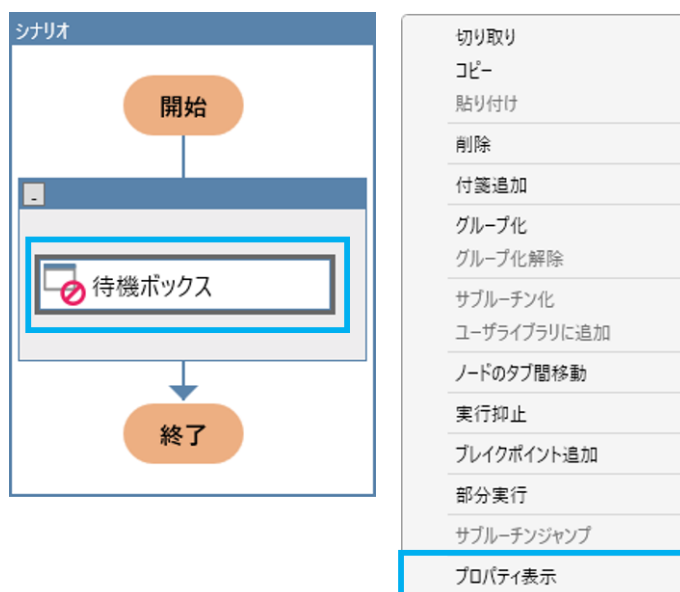 シナリオ
開始
-
待機ボックス
終了
切り取り
コピー
貼り付け
削除
付箋追加
グループ化
グループ化解除
サブルーチン化
ユーザライブラリに追加
ノードのタブ間移動
実行抑止
ブレイクポイント追加
部分実行
サブルーチンジャンプ
プロパティ表示